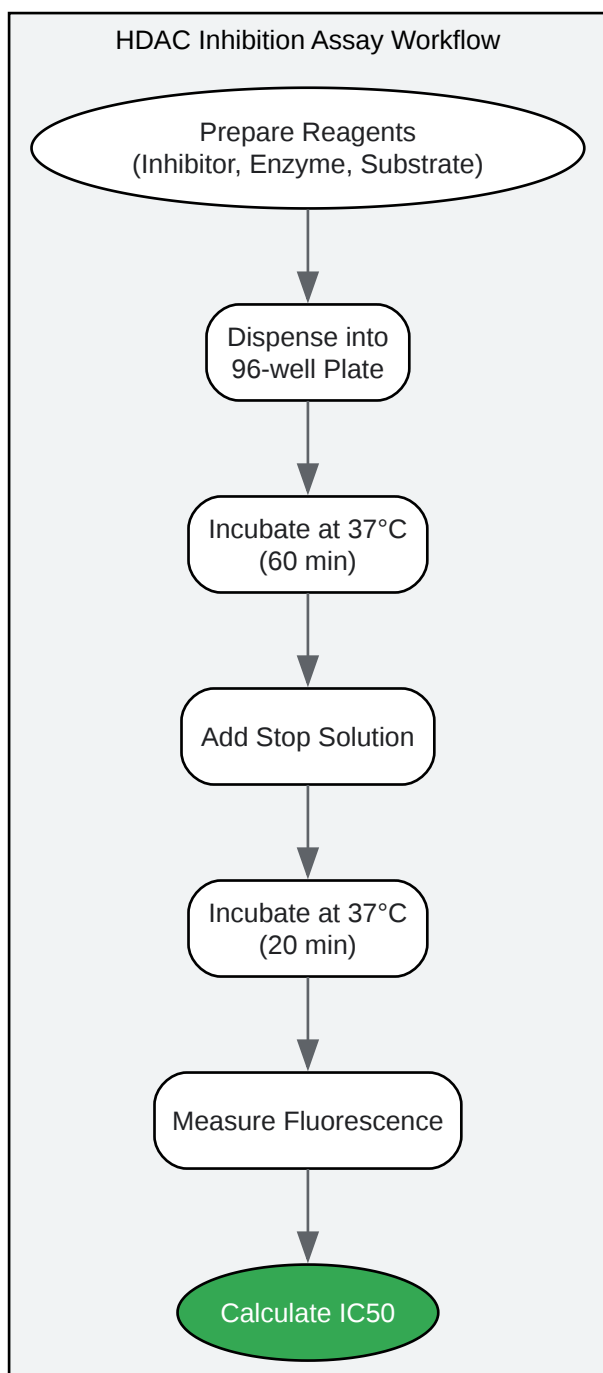 HDAC Inhibition Assay Workflow
Prepare Reagents
(Inhibitor, Enzyme, Substrate)
Dispense into
96-well Plate
Incubate at 37°C
(60 min)
Add Stop Solution
Incubate at 37°C
(20 min)
Measure Fluorescence
Calculate IC50